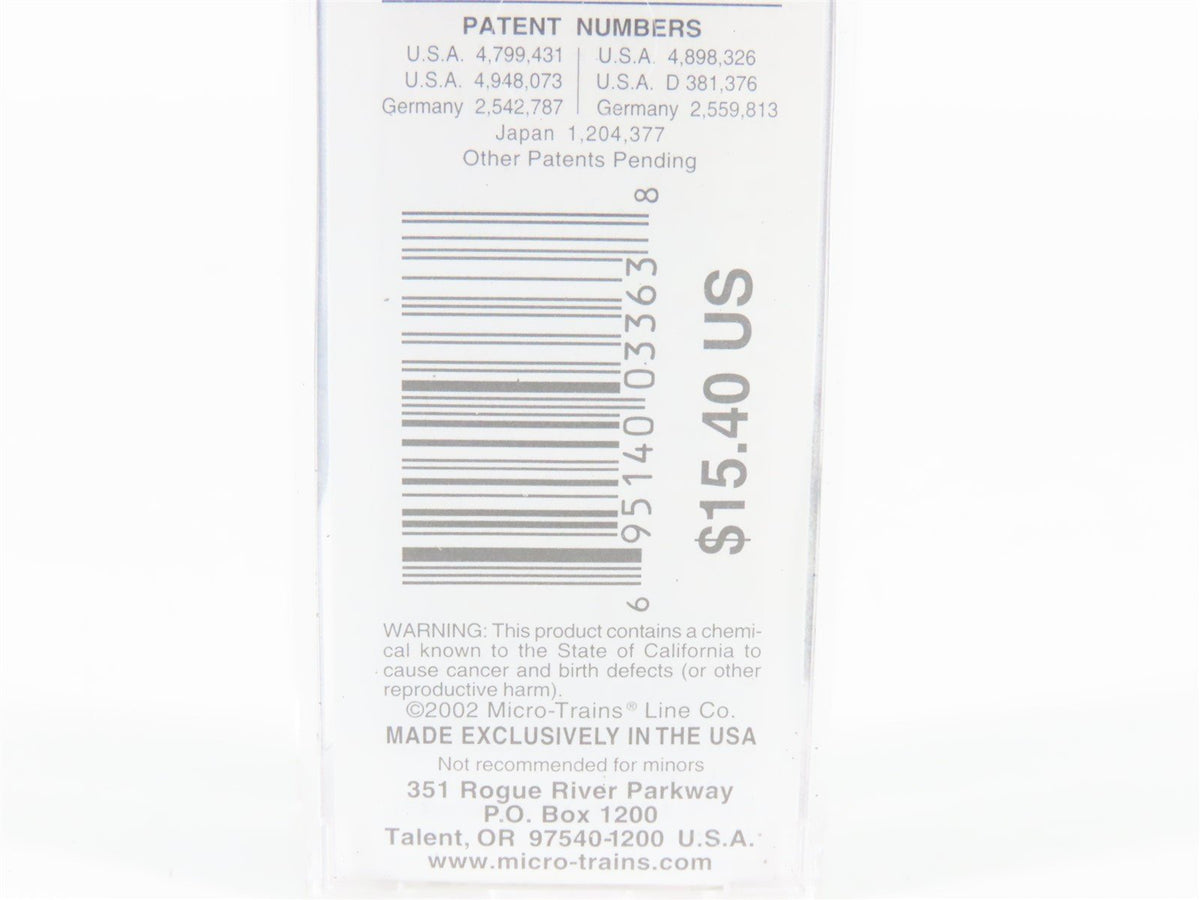 PATENT NUMBERS
U.S.A. 4,799,431 | U.S.A. 4,898,326
U.S.A. 4,948,073 | U.S.A. D 381,376
Germany 2,542,787 | Germany 2,559,813
Japan 1,204,377
Other Patents Pending
6 95140 03363 8
$15.40 US
WARNING: This product contains a chemi-
cal known to the State of California to
cause cancer and birth defects (or other
reproductive harm).
©2002 Micro-Trains® Line Co.
MADE EXCLUSIVELY IN THE USA
Not recommended for minors
351 Rogue River Parkway
P.O. Box 1200
Talent, OR 97540-1200 U.S.A.
www.micro-trains.com